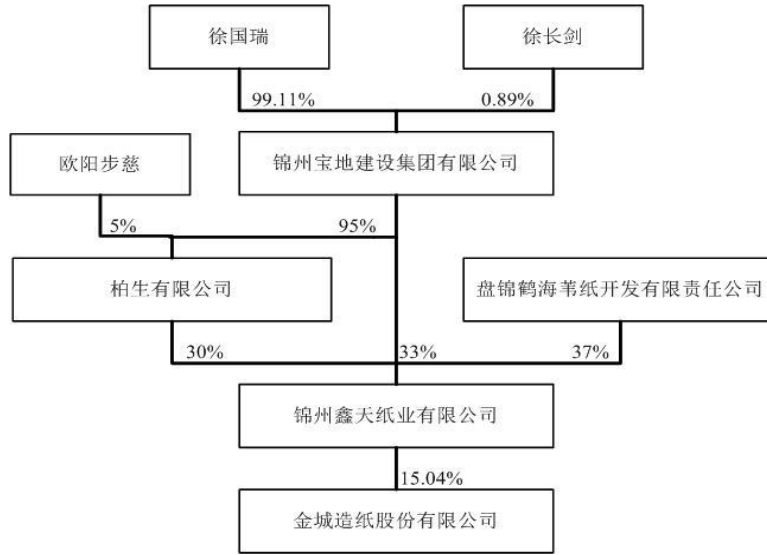 徐国瑞
徐长剑
99.11%
0.89%
欧阳步慈
锦州宝地建设集团有限公司
5%
95%
柏生有限公司
盘锦鹤海苇纸开发有限责任公司
30%
33%
37%
锦州鑫天纸业有限公司
15.04%
金城造纸股份有限公司